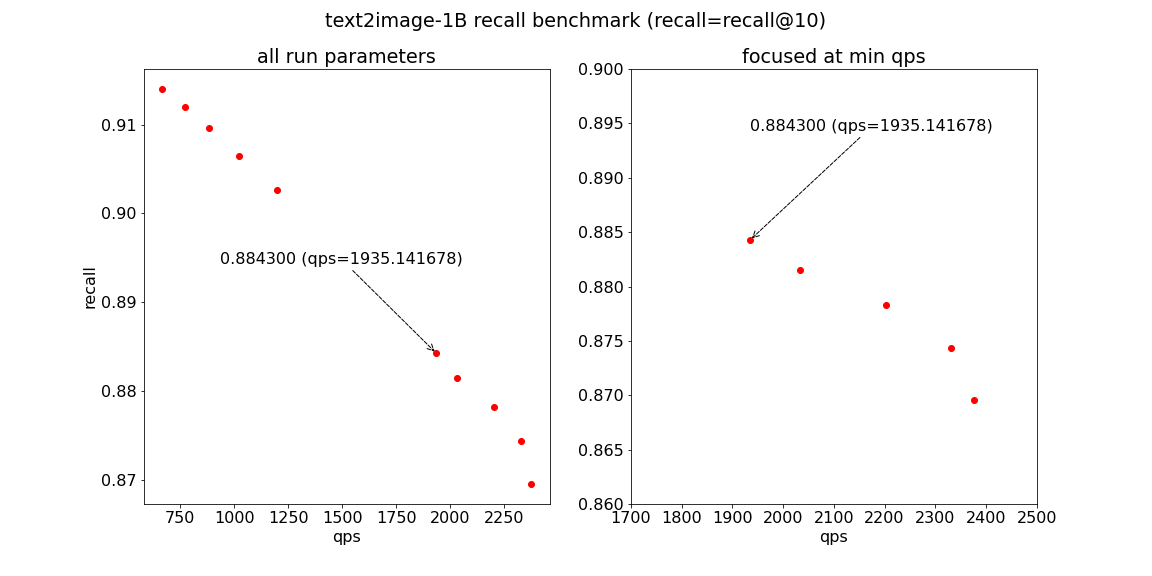 text2image-1B recall benchmark (recall=recall@10)
all run parameters
0.91
0.90
0.89
0.88
0.87
recall
0.884300 (qps=1935.141678)
750 1000 1250 1500 1750 2000 2250
qps
focused at min qps
0.900
0.895
0.890
0.885
0.880
0.875
0.870
0.865
0.860
0.884300 (qps=1935.141678)
1700 1800 1900 2000 2100 2200 2300 2400 2500
qps